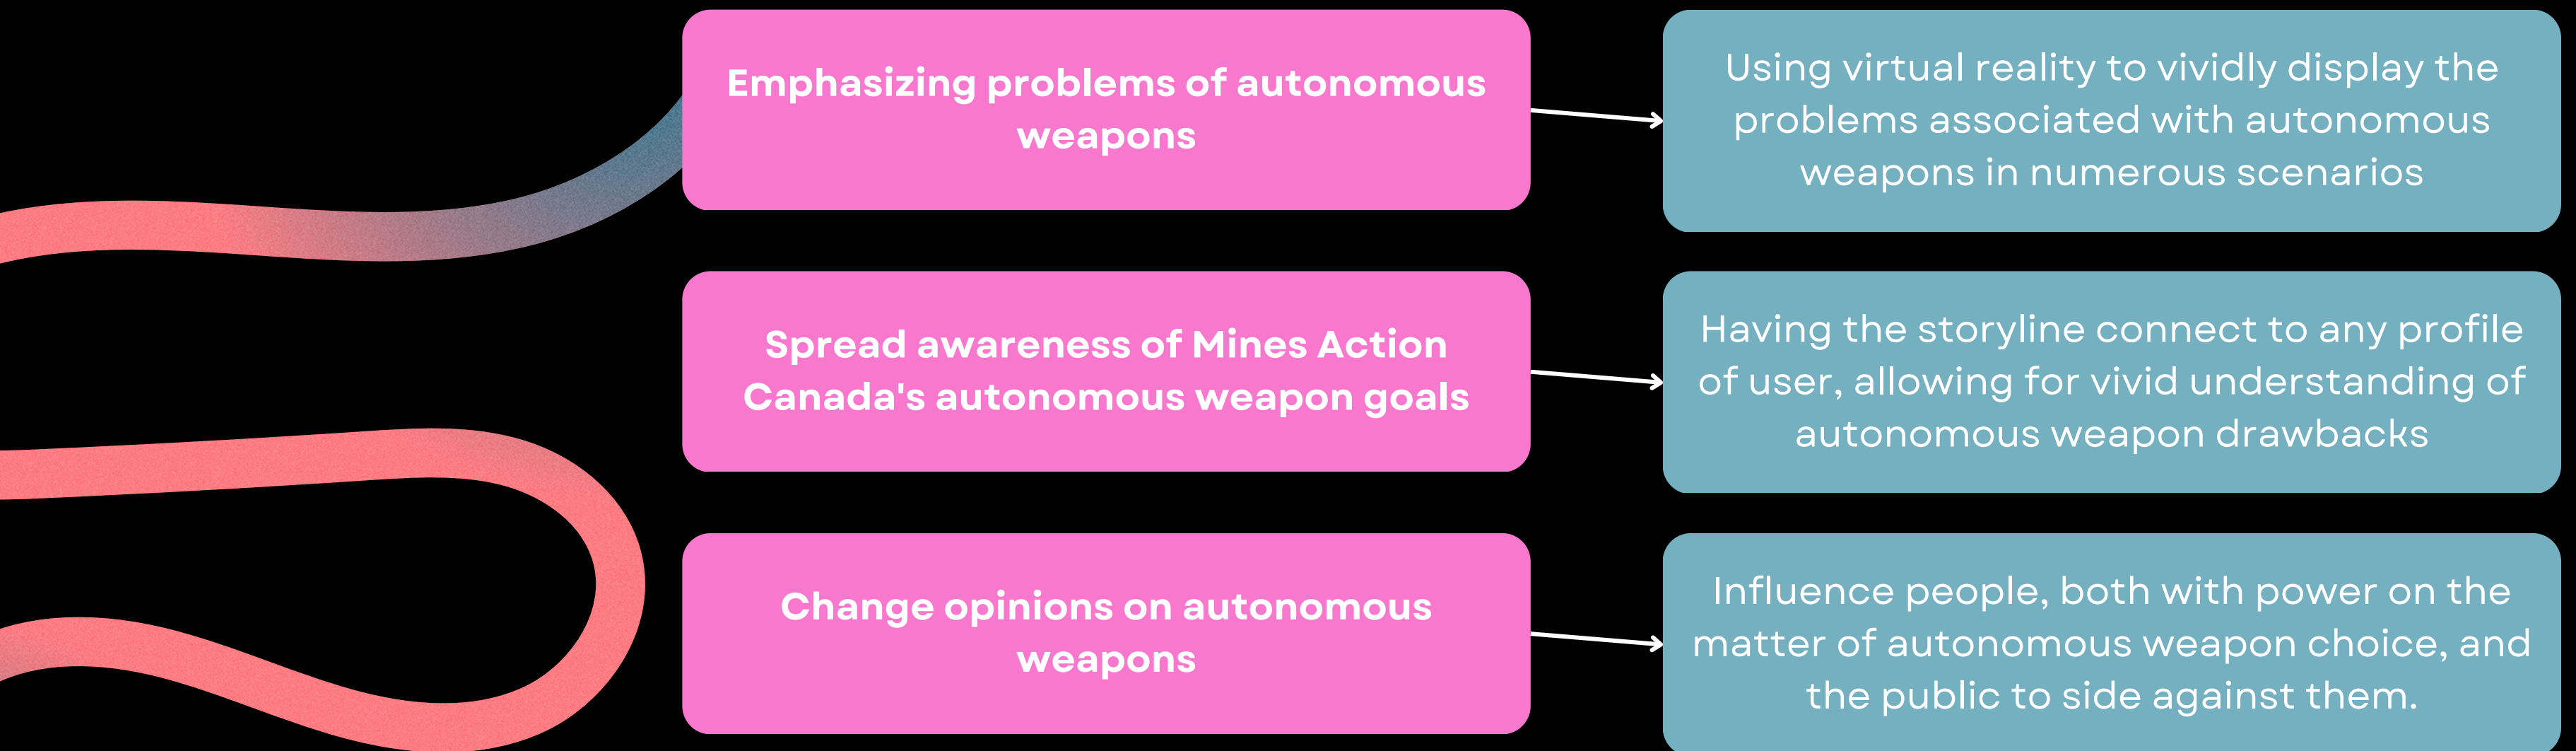 Emphasizing problems of autonomous
weapons
Using virtual reality to vividly display the
problems associated with autonomous
weapons in numerous scenarios
Spread awareness of Mines Action
Canada's autonomous weapon goals
Having the storyline connect to any profile
of user, allowing for vivid understanding of
autonomous weapon drawbacks
Change opinions on autonomous
weapons
Influence people, both with power on the
matter of autonomous weapon choice, and
the public to side against them.